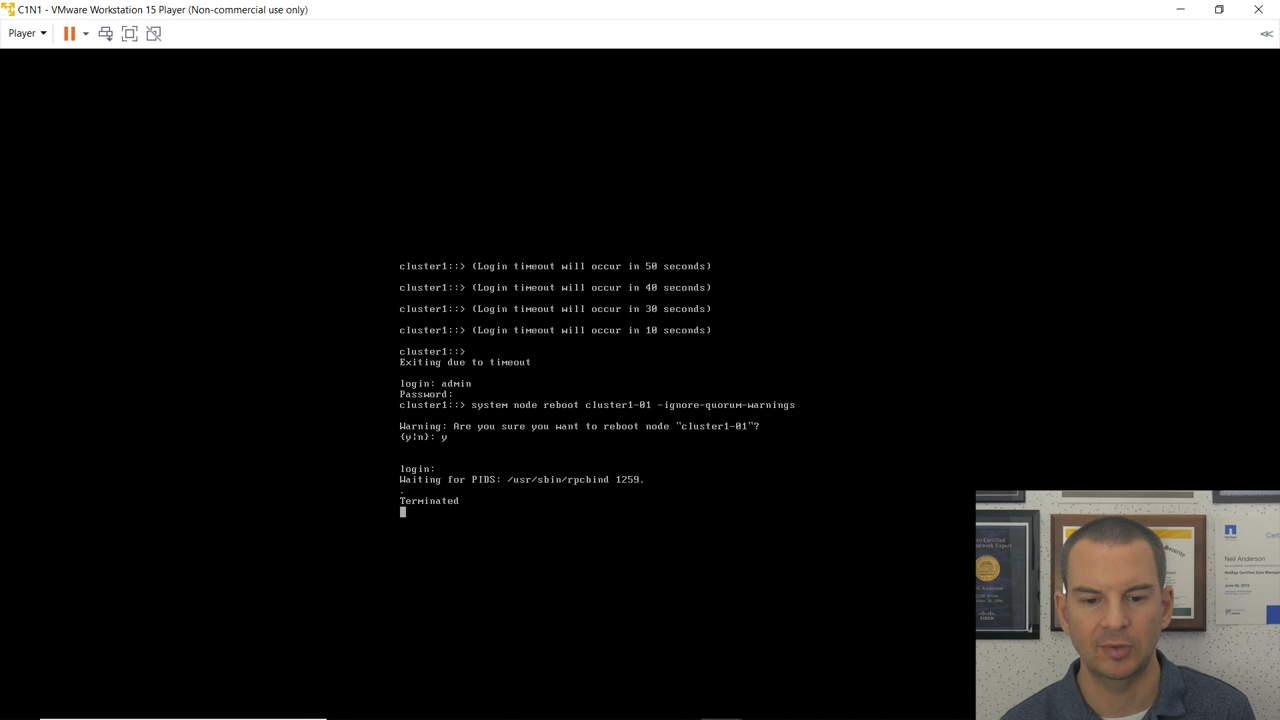 C1N1 - VMware Workstation 15 Player (Non-commercial use only)
Player
cluster1::> (Login timeout will occur in 50 seconds)
cluster1::> (Login timeout will occur in 40 seconds)
cluster1::> (Login timeout will occur in 30 seconds)
cluster1::> (Login timeout will occur in 10 seconds)
cluster1::>
Exiting due to timeout
login: admin
Password:
cluster1::> system node reboot cluster1-01 -ignore-quorum-warnings
Warning: Are you sure you want to reboot node "cluster1-01"?
{y|n}: y
login:
Waiting for PIDS: /usr/sbin/rpcbind 1259.
.
Terminated
Neil Anderson